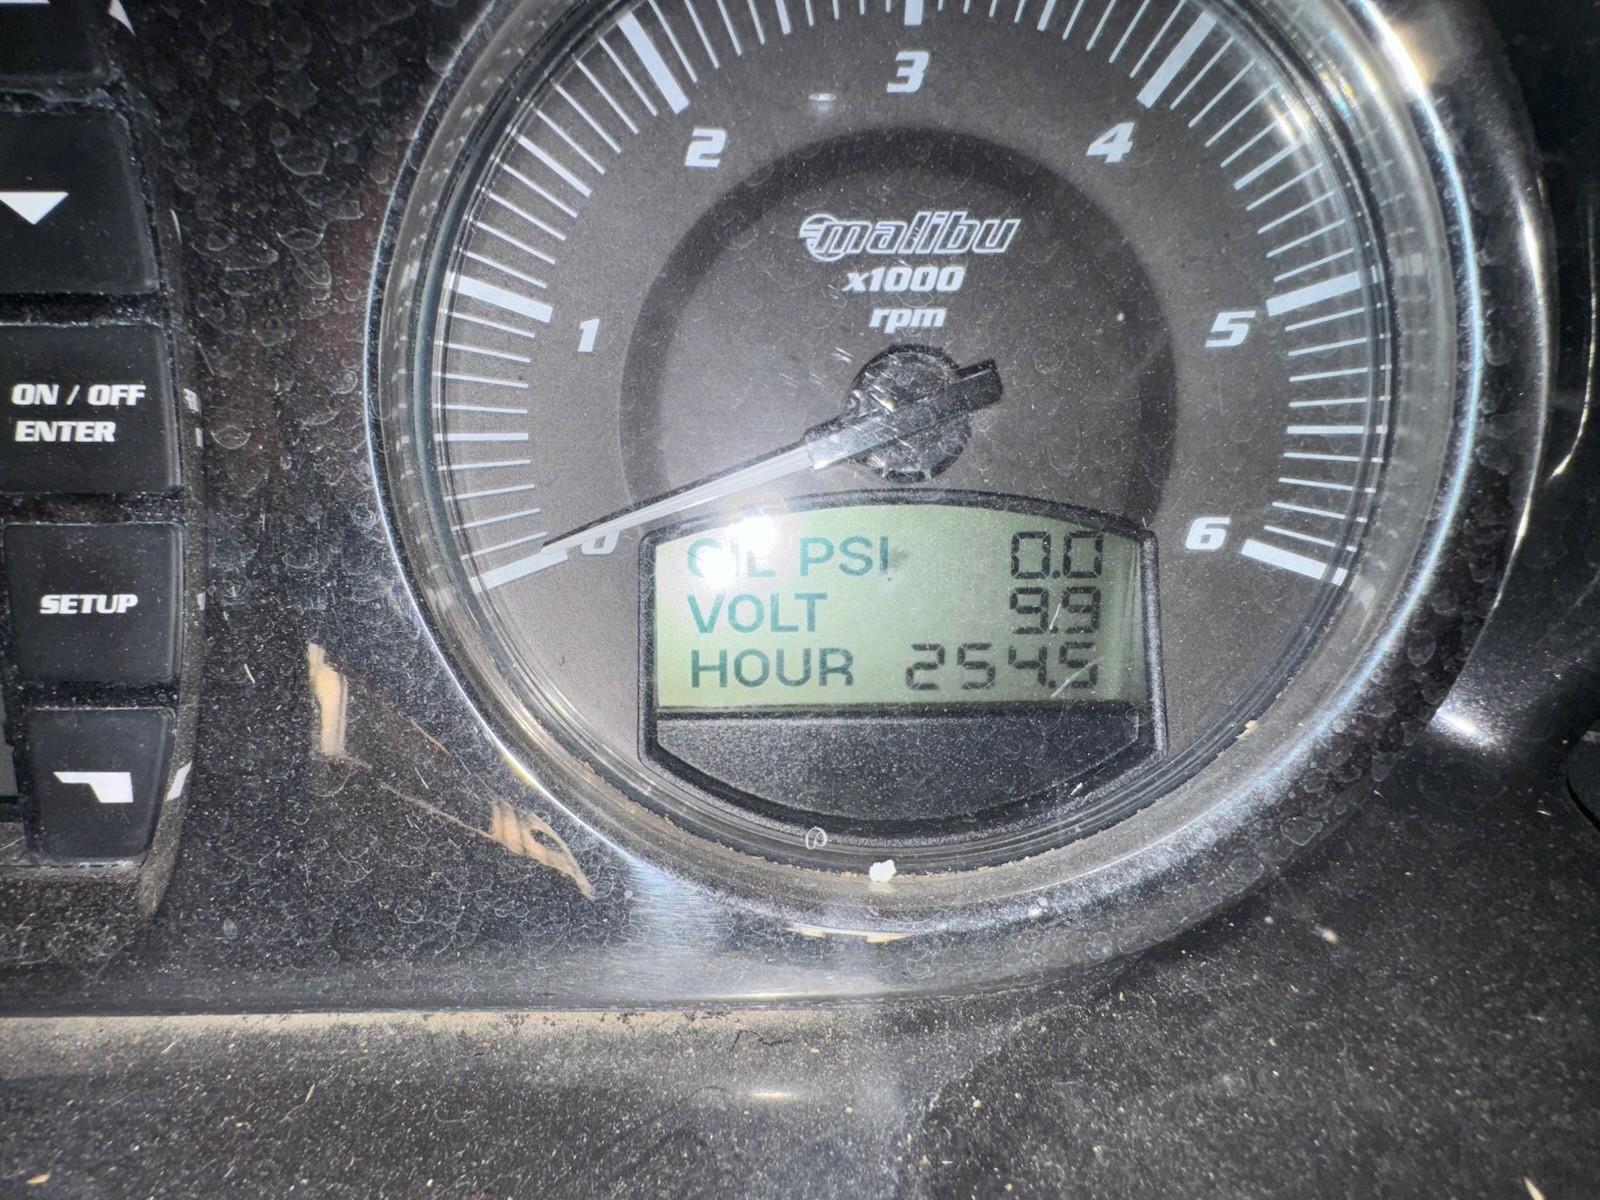 3
2
4
malibu
x1000
1
5
rpm
ON / OFF
ENTER
0
6
OIL PSI 0.0
VOLT 9.9
SETUP
HOUR 254.5